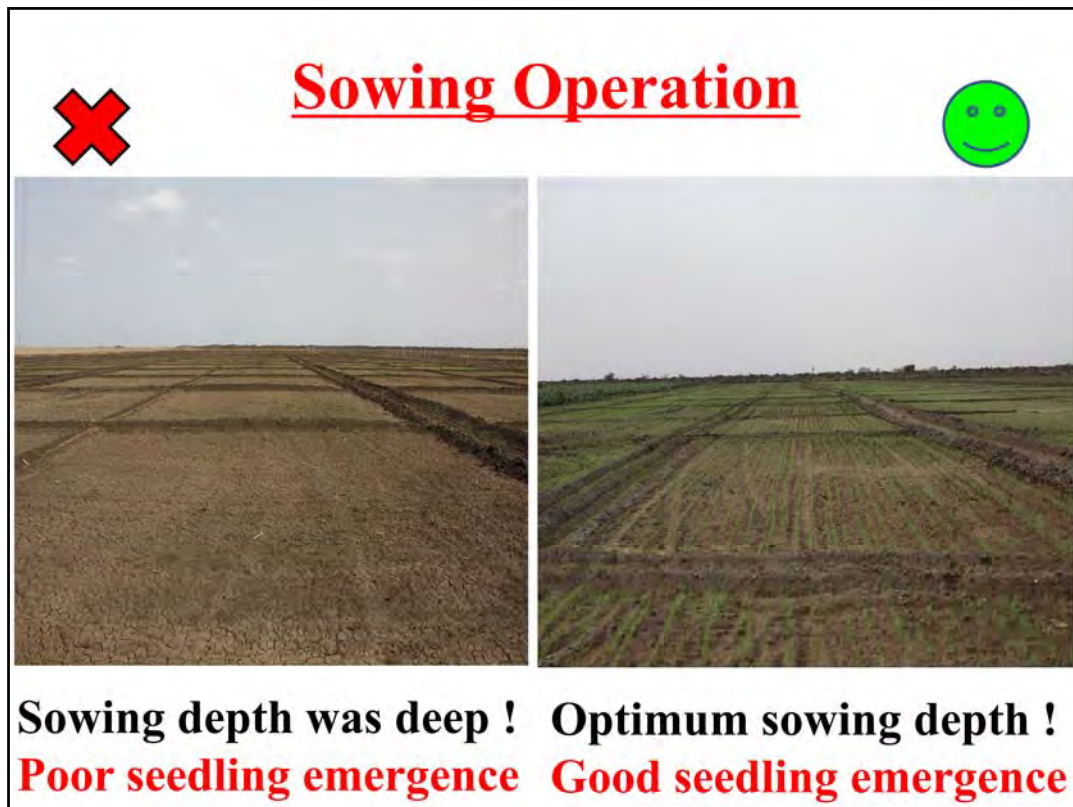 Sowing Operation
Sowing depth was deep !
Poor seedling emergence
Optimum sowing depth !
Good seedling emergence